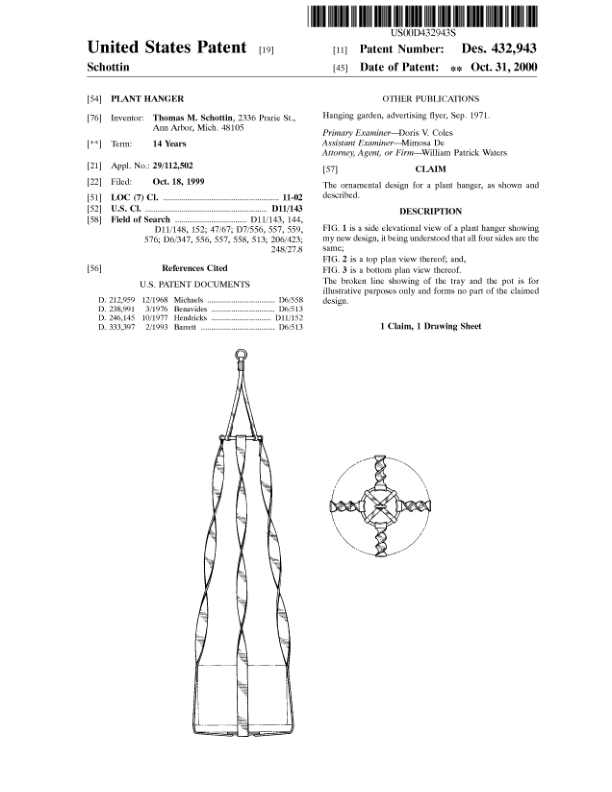 US00D432943S
United States Patent [19]
[11] Patent Number: Des. 432,943
Schottin
[45] Date of Patent: ** Oct. 31, 2000
[54] PLANT HANGER
[76] Inventor: Thomas M. Schottin, 2336 Prarie St.,
Ann Arbor, Mich. 48105
[**] Term: 14 Years
[21] Appl. No.: 29/112,502
[22] Filed: Oct. 18, 1999
[51] LOC (7) Cl. .......... 11-02
[52] U.S. Cl. .......... D11/143
[58] Field of Search .......... D11/143, 144,
D11/148, 152; 47/67; D7/556, 557, 559,
576; D6/347, 556, 557, 558, 513; 206/423;
248/27.8
[56] References Cited
U.S. PATENT DOCUMENTS
D. 212,959 12/1968 Michaels .......... D6/558
D. 238,991 3/1976 Benavides .......... D6/513
D. 246,145 10/1977 Hendricks .......... D11/152
D. 333,397 2/1993 Barrett .......... D6/513
OTHER PUBLICATIONS
Hanging garden, advertising flyer, Sep. 1971.
Primary Examiner—Doris V. Coles
Assistant Examiner—Mimosa De
Attorney, Agent, or Firm—William Patrick Waters
[57] CLAIM
The ornamental design for a plant hanger, as shown and
described.
DESCRIPTION
FIG. 1 is a side elevational view of a plant hanger showing
my new design, it being understood that all four sides are the
same;
FIG. 2 is a top plan view thereof; and,
FIG. 3 is a bottom plan view thereof.
The broken line showing of the tray and the pot is for
illustrative purposes only and forms no part of the claimed
design.
1 Claim, 1 Drawing Sheet